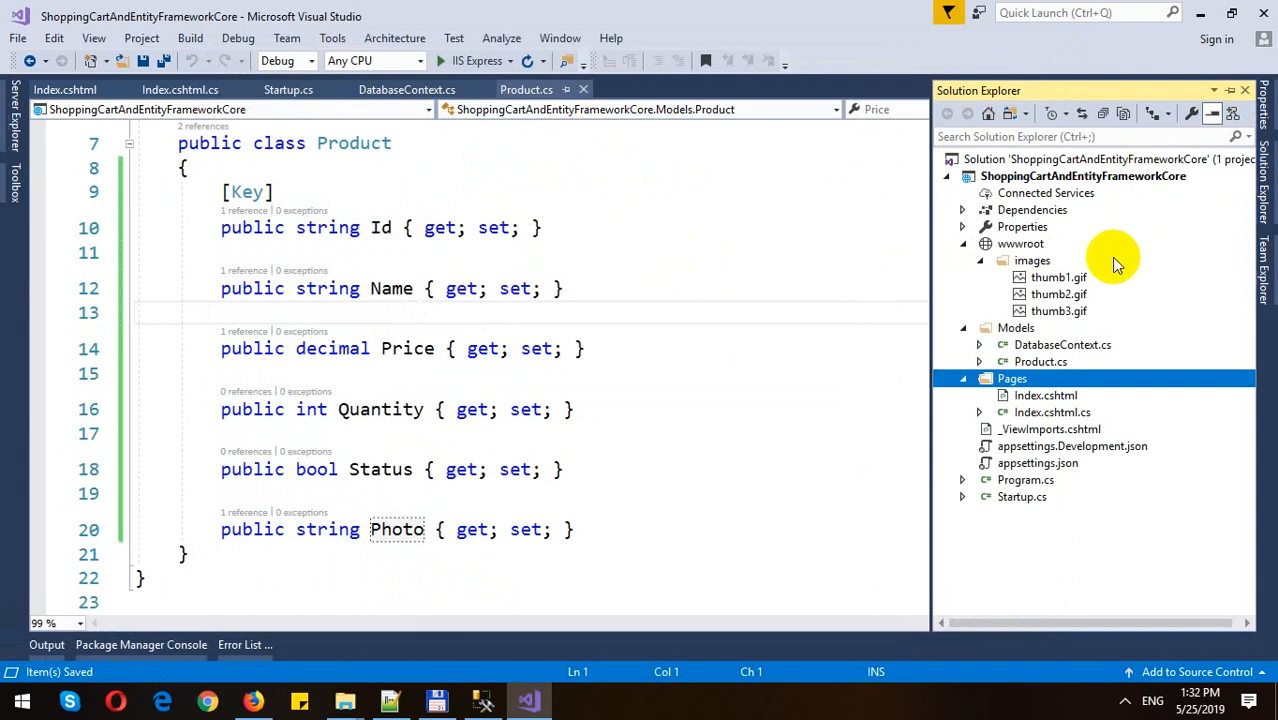 ShoppingCartAndEntityFrameworkCore - Microsoft Visual Studio
Quick Launch (Ctrl+Q)
File Edit View Project Build Debug Team Tools Architecture Test Analyze Window Help
Sign in
Debug Any CPU IIS Express
Index.cshtml Index.cshtml.cs Startup.cs DatabaseContext.cs Product.cs
ShoppingCartAndEntityFrameworkCore ShoppingCartAndEntityFrameworkCore.Models.Product Price
Server Explorer
Toolbox
2 references
7 public class Product
8 {
9 [Key]
1 reference | 0 exceptions
10 public string Id { get; set; }
11
1 reference | 0 exceptions
12 public string Name { get; set; }
13
1 reference | 0 exceptions
14 public decimal Price { get; set; }
15
0 references | 0 exceptions
16 public int Quantity { get; set; }
17
0 references | 0 exceptions
18 public bool Status { get; set; }
19
1 reference | 0 exceptions
20 public string Photo { get; set; }
21 }
22 }
23
99 %
Solution Explorer
Search Solution Explorer (Ctrl+;)
Solution 'ShoppingCartAndEntityFrameworkCore' (1 projec
ShoppingCartAndEntityFrameworkCore
Connected Services
Dependencies
Properties
wwwroot
images
thumb1.gif
thumb2.gif
thumb3.gif
Models
DatabaseContext.cs
Product.cs
Pages
Index.cshtml
Index.cshtml.cs
_ViewImports.cshtml
appsettings.Development.json
appsettings.json
Program.cs
Startup.cs
Properties
Solution Explorer
Team Explorer
Output Package Manager Console Error List ...
Item(s) Saved Ln 1 Col 1 Ch 1 INS Add to Source Control
ENG
1:32 PM
5/25/2019